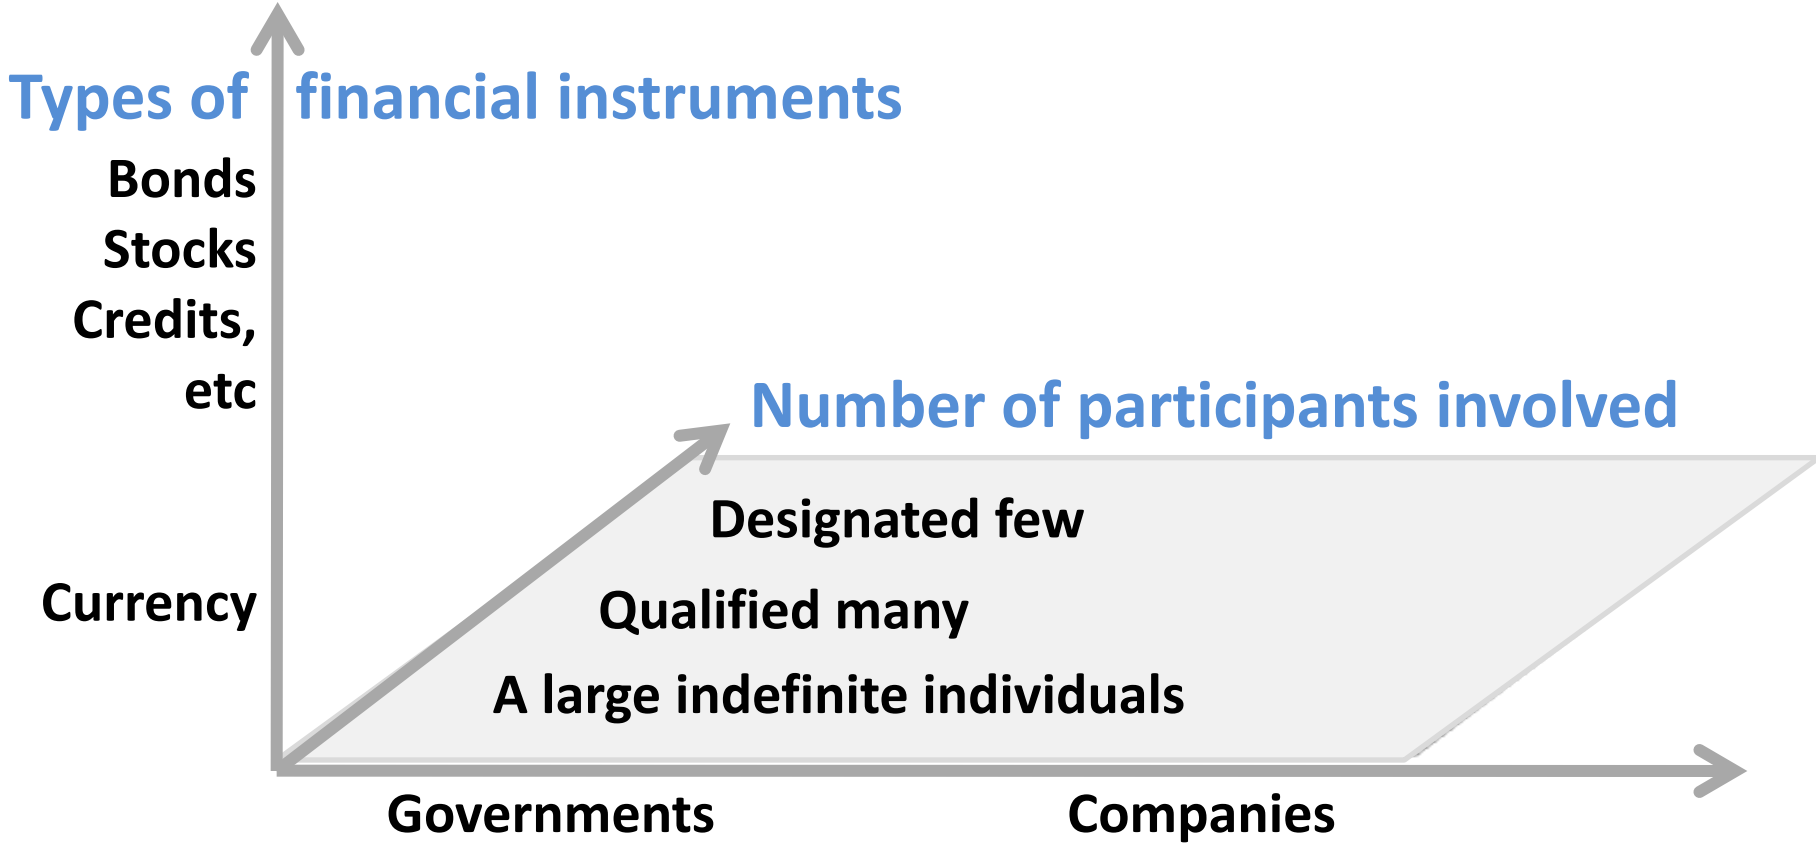 Types of financial instruments
Bonds
Stocks
Credits,
etc
Number of participants involved
Designated few
Currency
Qualified many
A large indefinite individuals
Governments
Companies